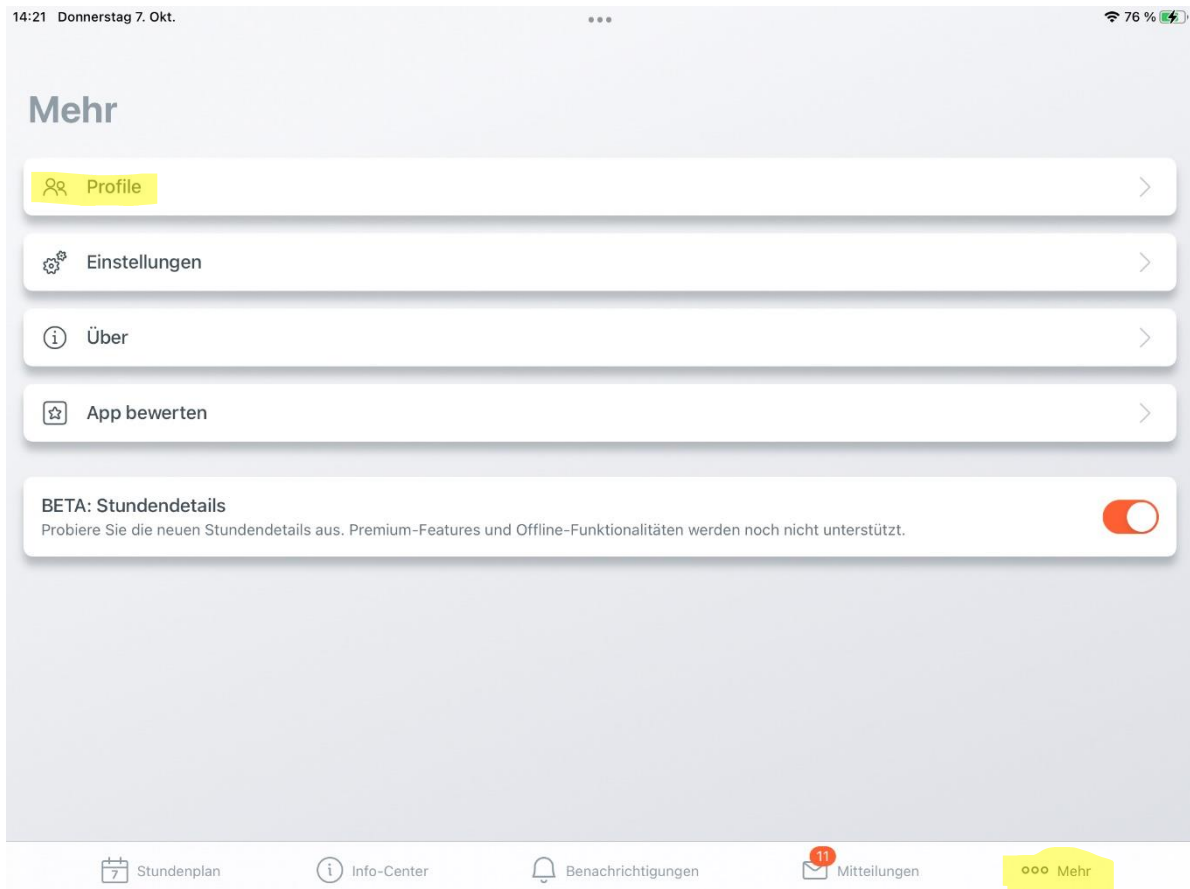 14:21 Donnerstag 7. Okt.
76 %
Mehr
Profile
Einstellungen
Über
App bewerten
BETA: Stundendetails
Probiere Sie die neuen Stundendetails aus. Premium-Features und Offline-Funktionalitäten werden noch nicht unterstützt.
7 Stundenplan
Info-Center
Benachrichtigungen
11 Mitteilungen
Mehr